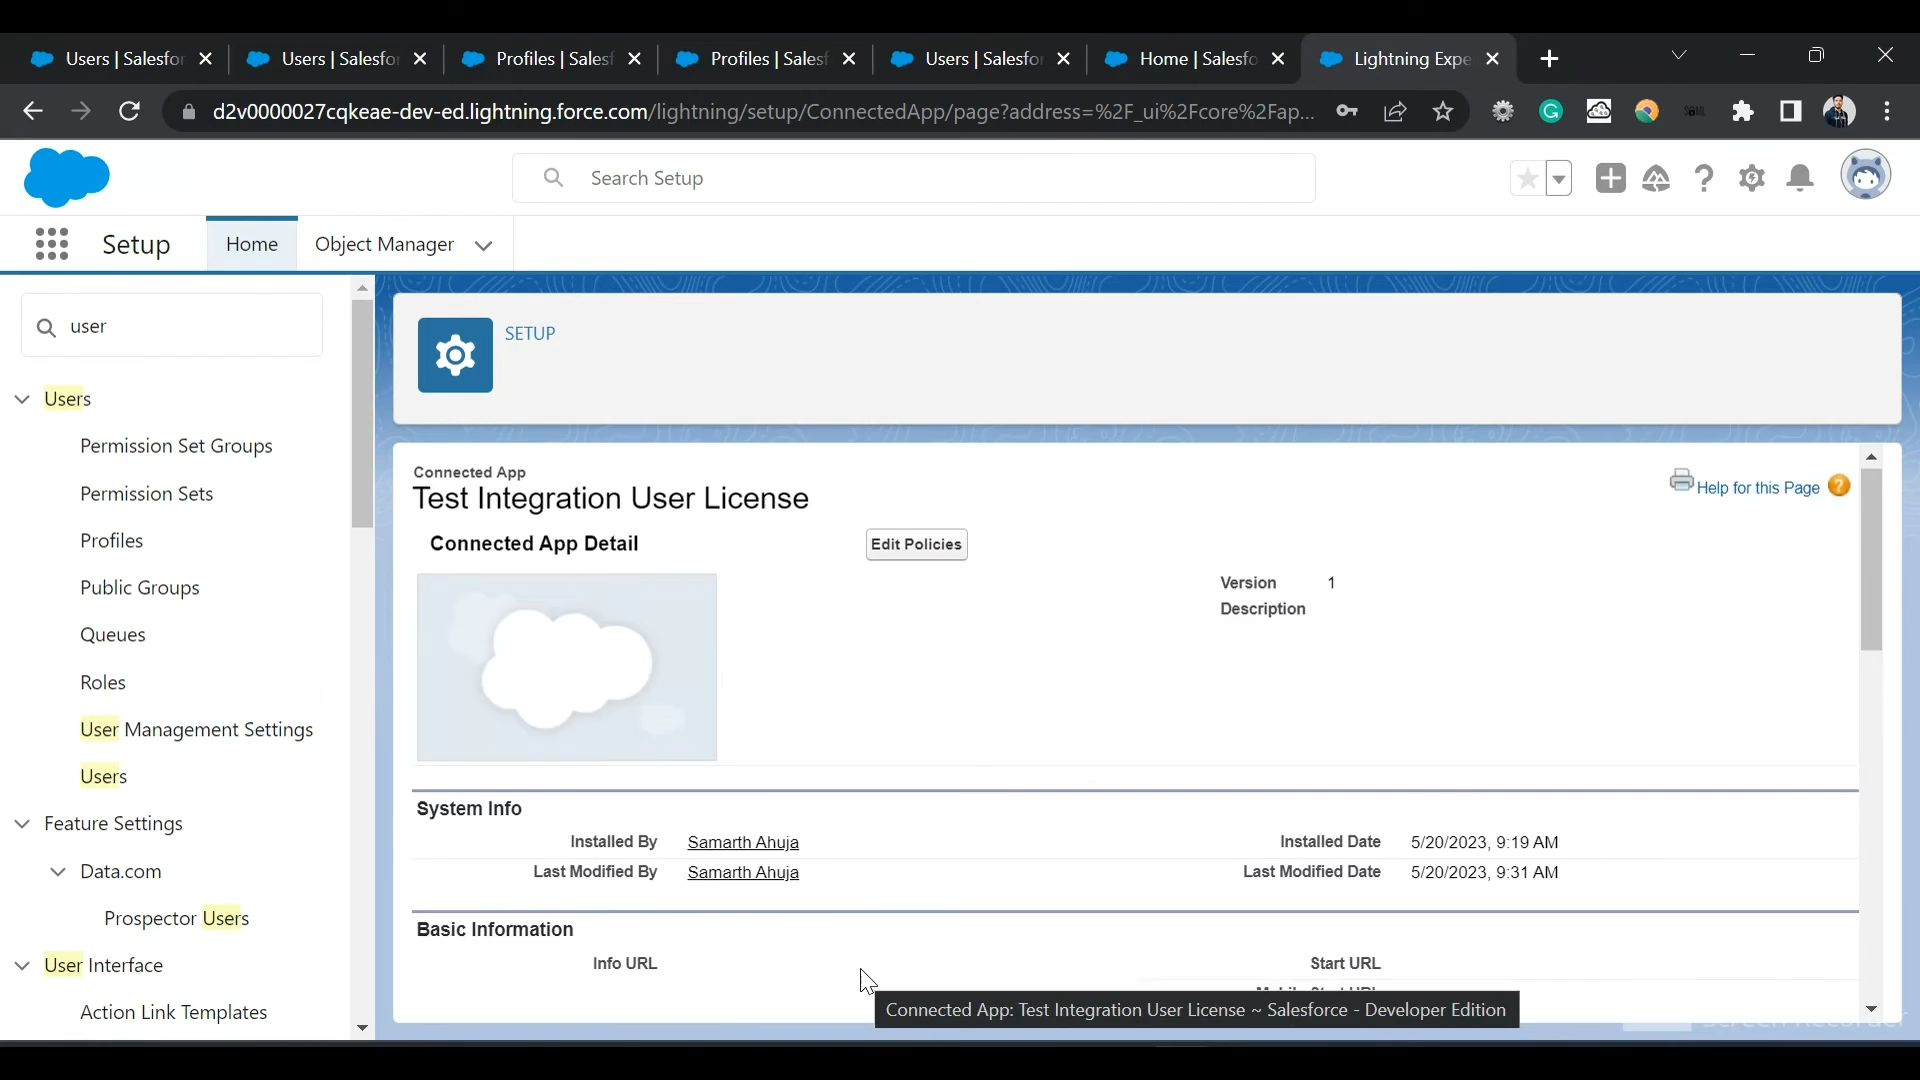 Users | Salesfor
Users | Salesfor
Profiles | Salesf
Profiles | Salesf
Users | Salesfor
Home | Salesfo
Lightning Expe
d2v0000027cqkeae-dev-ed.lightning.force.com/lightning/setup/ConnectedApp/page?address=%2F_ui%2Fcore%2Fap...
Search Setup
Setup
Home
Object Manager
user
Users
Permission Set Groups
Permission Sets
Profiles
Public Groups
Queues
Roles
User Management Settings
Users
Feature Settings
Data.com
Prospector Users
User Interface
Action Link Templates
SETUP
Connected App
Test Integration User License
Help for this Page
Connected App Detail
Edit Policies
Version 1
Description
System Info
Installed By Samarth Ahuja
Installed Date 5/20/2023, 9:19 AM
Last Modified By Samarth Ahuja
Last Modified Date 5/20/2023, 9:31 AM
Basic Information
Info URL
Start URL
Connected App: Test Integration User License ~ Salesforce - Developer Edition